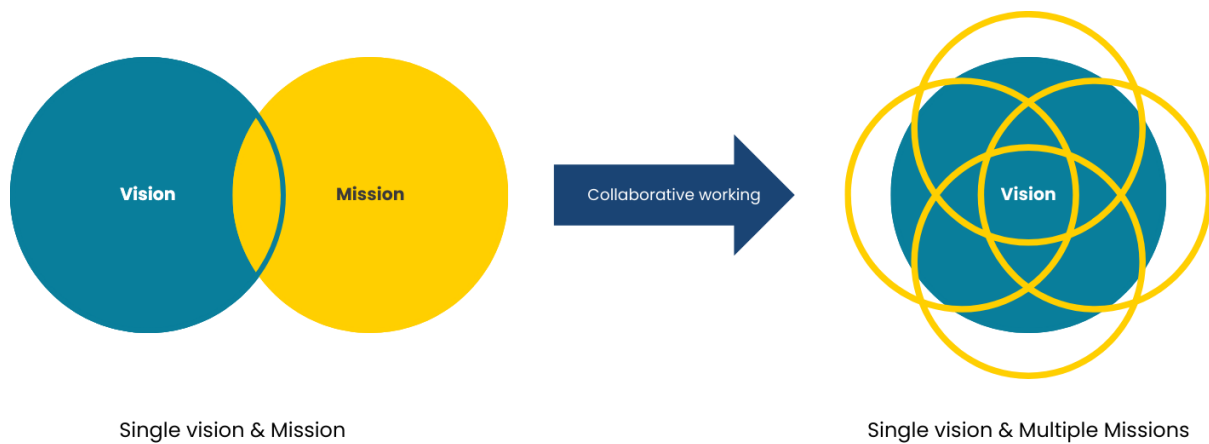 Vision
Mission
Collaborative working
Vision
Single vision & Mission
Single vision & Multiple Missions